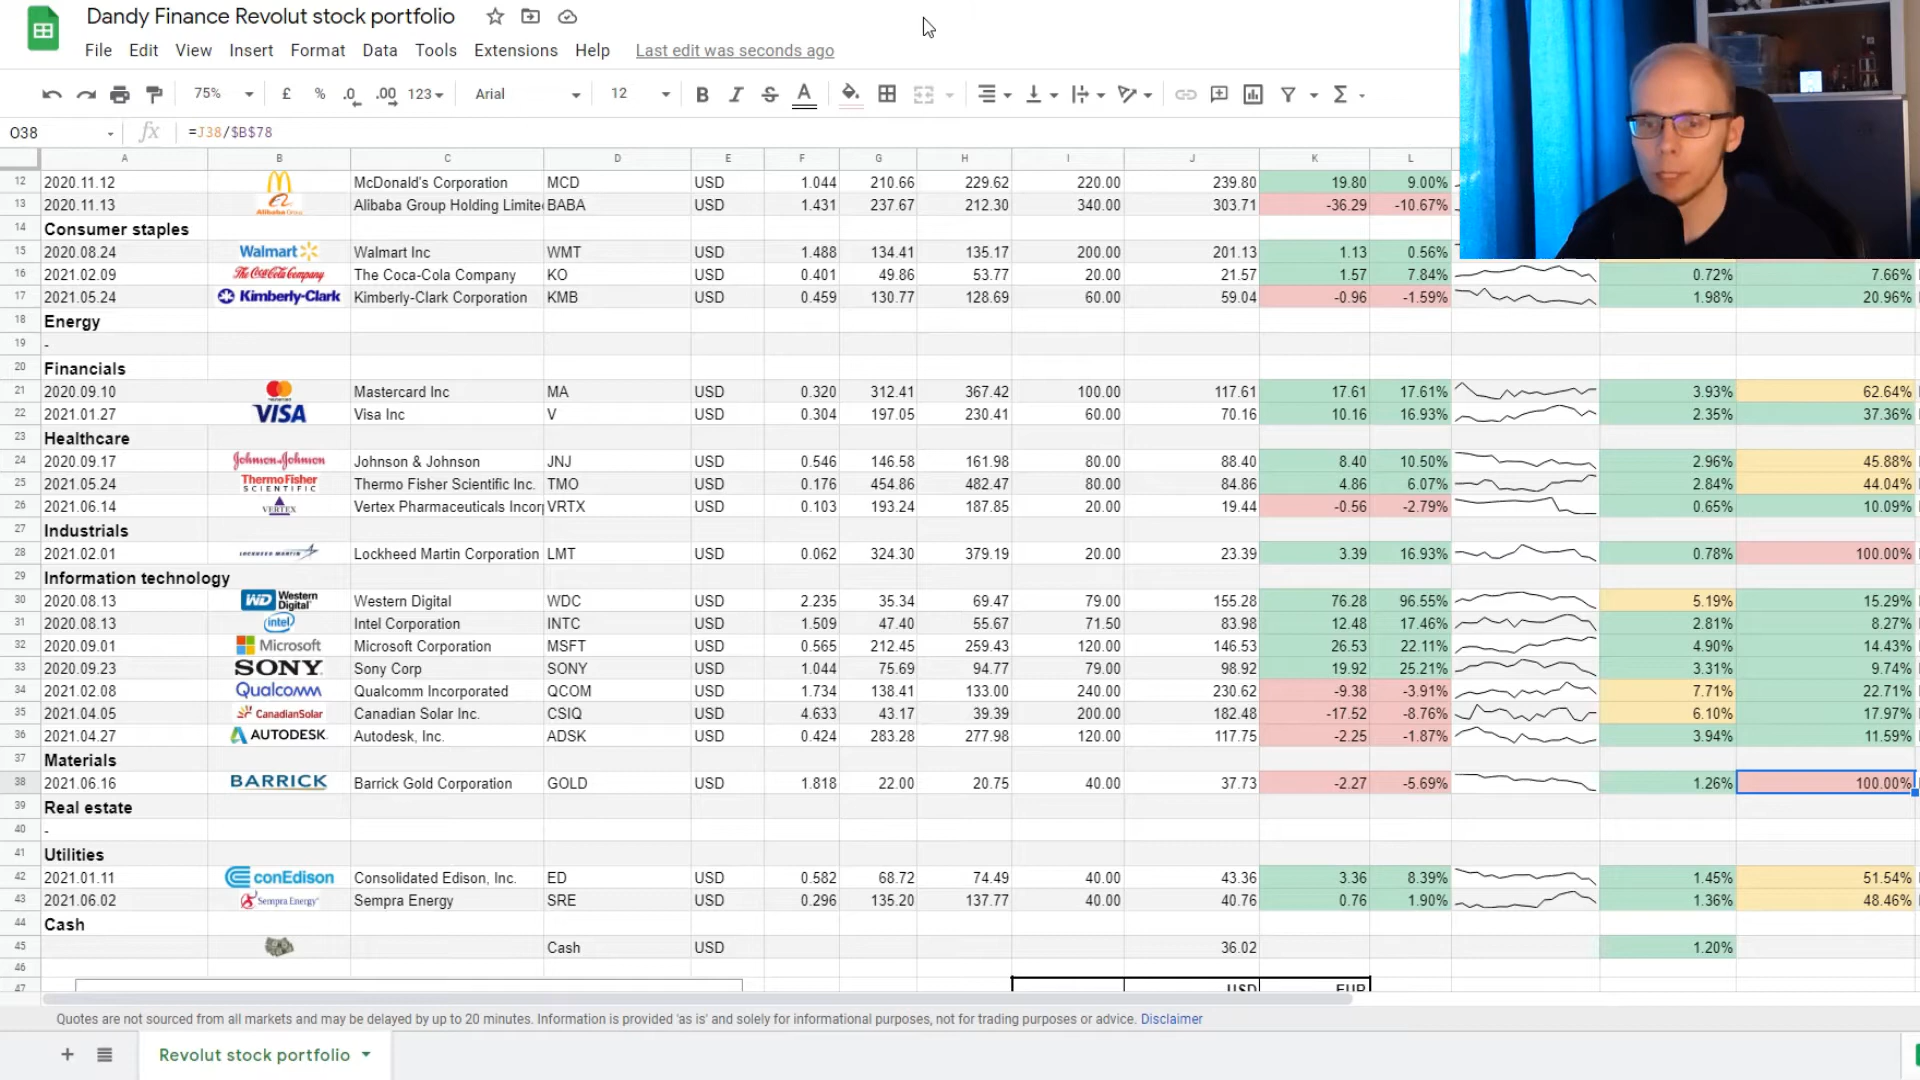 Dandy Finance Revolut stock portfolio
File Edit View Insert Format Data Tools Extensions Help Last edit was seconds ago
75% £ % .0 .00 123 Arial 12 B I S A Σ
O38 fx =J38/$B$78
A B C D E F G H I J K L
12 2020.11.12 McDonald's Corporation MCD USD 1.044 210.66 229.62 220.00 239.80 19.80 9.00%
13 2020.11.13 Alibaba Group Alibaba Group Holding Limite BABA USD 1.431 237.67 212.30 340.00 303.71 -36.29 -10.67%
14 Consumer staples
15 2020.08.24 Walmart Walmart Inc WMT USD 1.488 134.41 135.17 200.00 201.13 1.13 0.56%
16 2021.02.09 The Coca-Cola Company The Coca-Cola Company KO USD 0.401 49.86 53.77 20.00 21.57 1.57 7.84% 0.72% 7.66%
17 2021.05.24 Kimberly-Clark Kimberly-Clark Corporation KMB USD 0.459 130.77 128.69 60.00 59.04 -0.96 -1.59% 1.98% 20.96%
18 Energy
19 -
20 Financials
21 2020.09.10 Mastercard Inc MA USD 0.320 312.41 367.42 100.00 117.61 17.61 17.61% 3.93% 62.64%
22 2021.01.27 VISA Visa Inc V USD 0.304 197.05 230.41 60.00 70.16 10.16 16.93% 2.35% 37.36%
23 Healthcare
24 2020.09.17 Johnson & Johnson Johnson & Johnson JNJ USD 0.546 146.58 161.98 80.00 88.40 8.40 10.50% 2.96% 45.88%
25 2021.05.24 ThermoFisher SCIENTIFIC Thermo Fisher Scientific Inc. TMO USD 0.176 454.86 482.47 80.00 84.86 4.86 6.07% 2.84% 44.04%
26 2021.06.14 VERTEX Vertex Pharmaceuticals Incorp VRTX USD 0.103 193.24 187.85 20.00 19.44 -0.56 -2.79% 0.65% 10.09%
27 Industrials
28 2021.02.01 LOCKHEED MARTIN Lockheed Martin Corporation LMT USD 0.062 324.30 379.19 20.00 23.39 3.39 16.93% 0.78% 100.00%
29 Information technology
30 2020.08.13 WD Western Digital Western Digital WDC USD 2.235 35.34 69.47 79.00 155.28 76.28 96.55% 5.19% 15.29%
31 2020.08.13 intel Intel Corporation INTC USD 1.509 47.40 55.67 71.50 83.98 12.48 17.46% 2.81% 8.27%
32 2020.09.01 Microsoft Microsoft Corporation MSFT USD 0.565 212.45 259.43 120.00 146.53 26.53 22.11% 4.90% 14.43%
33 2020.09.23 SONY Sony Corp SONY USD 1.044 75.69 94.77 79.00 98.92 19.92 25.21% 3.31% 9.74%
34 2021.02.08 Qualcomm Qualcomm Incorporated QCOM USD 1.734 138.41 133.00 240.00 230.62 -9.38 -3.91% 7.71% 22.71%
35 2021.04.05 CanadianSolar Canadian Solar Inc. CSIQ USD 4.633 43.17 39.39 200.00 182.48 -17.52 -8.76% 6.10% 17.97%
36 2021.04.27 AUTODESK Autodesk, Inc. ADSK USD 0.424 283.28 277.98 120.00 117.75 -2.25 -1.87% 3.94% 11.59%
37 Materials
38 2021.06.16 BARRICK Barrick Gold Corporation GOLD USD 1.818 22.00 20.75 40.00 37.73 -2.27 -5.69% 1.26% 100.00%
39 Real estate
40 -
41 Utilities
42 2021.01.11 conEdison Consolidated Edison, Inc. ED USD 0.582 68.72 74.49 40.00 43.36 3.36 8.39% 1.45% 51.54%
43 2021.06.02 Sempra Energy Sempra Energy SRE USD 0.296 135.20 137.77 40.00 40.76 0.76 1.90% 1.36% 48.46%
44 Cash
45 Cash USD 36.02 1.20%
46
47 USD EUR
Quotes are not sourced from all markets and may be delayed by up to 20 minutes. Information is provided 'as is' and solely for informational purposes, not for trading purposes or advice. Disclaimer
+ Revolut stock portfolio